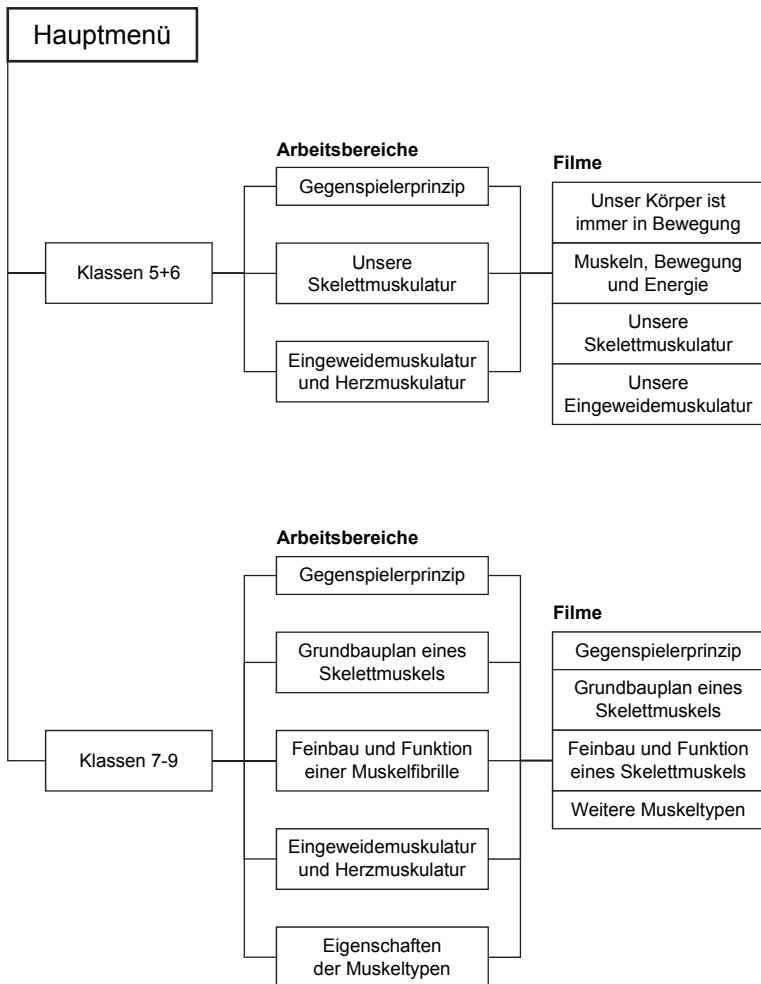 Hauptmenü
Arbeitsbereiche
Gegenspielerprinzip
Klassen 5+6
Unsere
Skelettmuskulatur
Eingeweidemuskulatur
und Herzmuskulatur
Filme
Unser Körper ist
immer in Bewegung
Muskeln, Bewegung
und Energie
Unsere
Skelettmuskulatur
Unsere
Eingeweidemuskulatur
Arbeitsbereiche
Gegenspielerprinzip
Grundbauplan eines
Skelettmuskels
Klassen 7-9
Feinbau und Funktion
einer Muskelfibrille
Eingeweidemuskulatur
und Herzmuskulatur
Eigenschaften
der Muskeltypen
Filme
Gegenspielerprinzip
Grundbauplan eines
Skelettmuskels
Feinbau und Funktion
eines Skelettmuskels
Weitere Muskeltypen